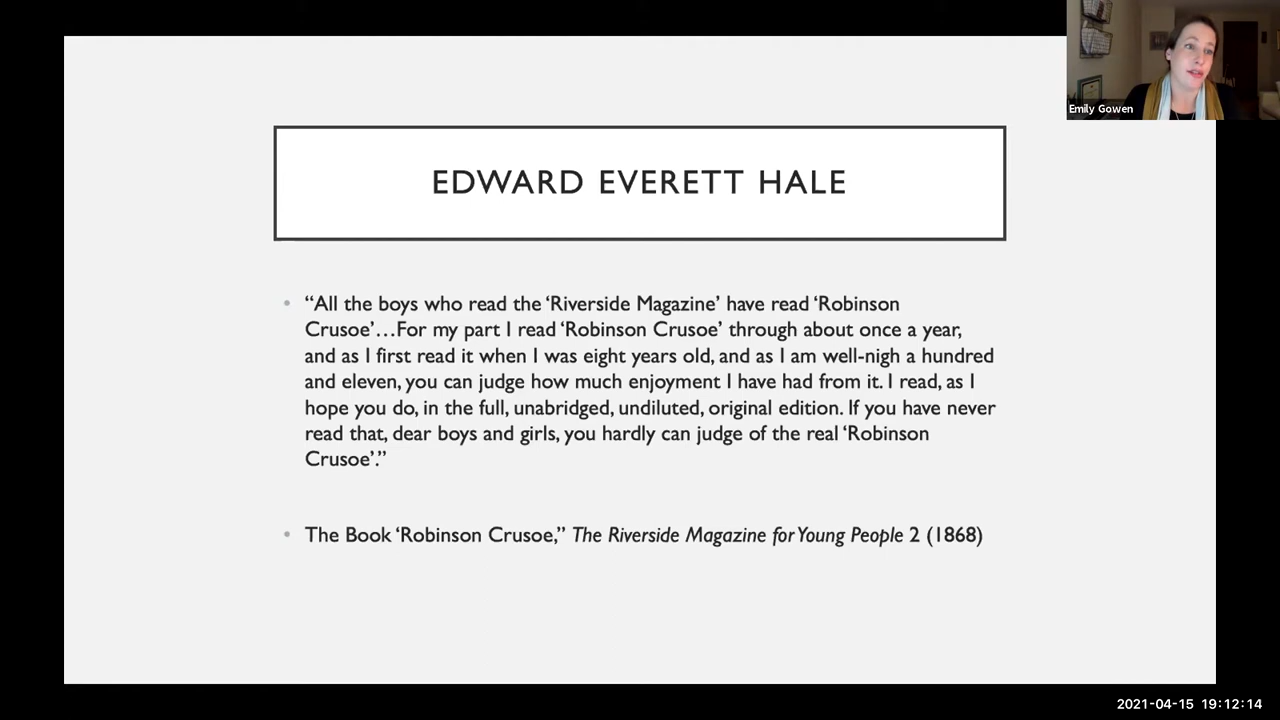 Emily Gowen
EDWARD EVERETT HALE
• “All the boys who read the ‘Riverside Magazine’ have read ‘Robinson
Crusoe’…For my part I read ‘Robinson Crusoe’ through about once a year,
and as I first read it when I was eight years old, and as I am well-nigh a hundred
and eleven, you can judge how much enjoyment I have had from it. I read, as I
hope you do, in the full, unabridged, undiluted, original edition. If you have never
read that, dear boys and girls, you hardly can judge of the real ‘Robinson
Crusoe’.”
• The Book ‘Robinson Crusoe,” The Riverside Magazine for Young People 2 (1868)
2021-04-15 19:12:14